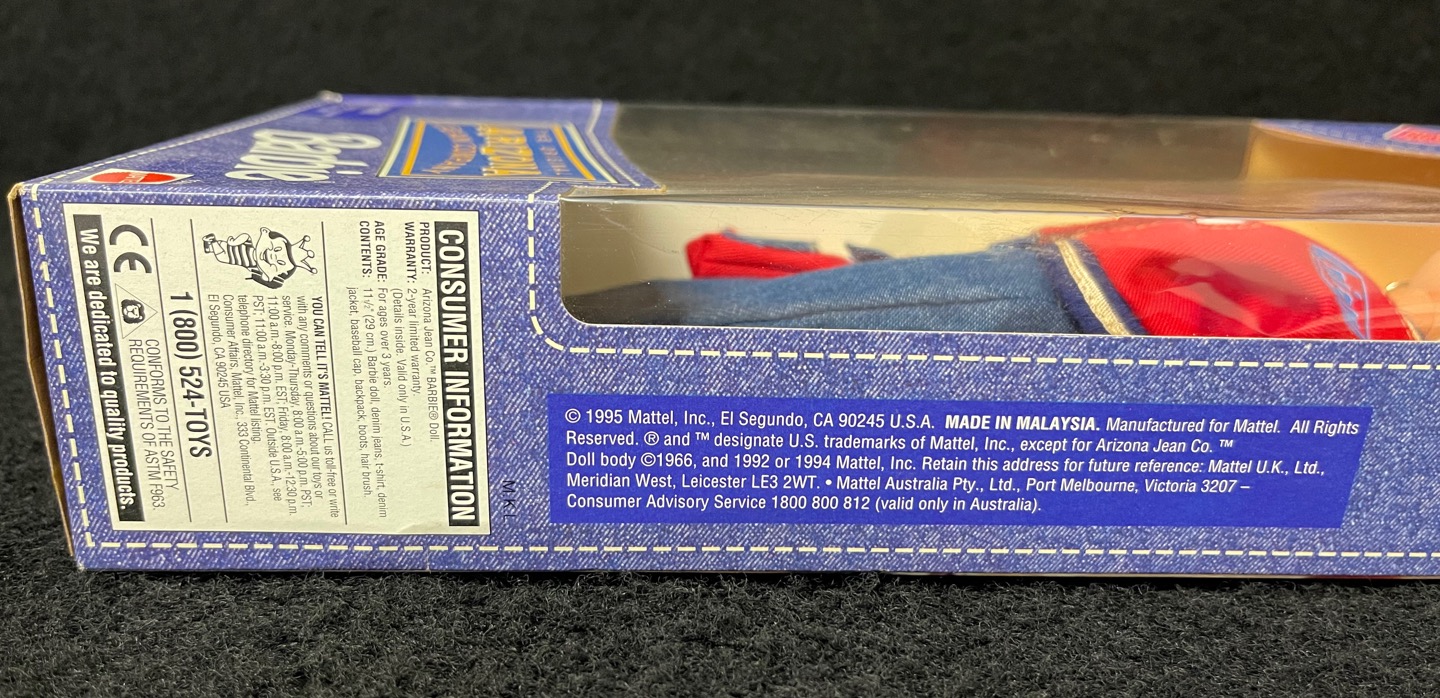 Barbie
ARIZONA
CONSUMER INFORMATION
PRODUCT: Arizona Jean Co.™ BARBIE® Doll.
WARRANTY: 2-year limited warranty.
(Details inside. Valid only in U.S.A.)
AGE GRADE: For ages over 3 years.
CONTENTS: 11½" (29 cm.) Barbie doll, denim jeans, t-shirt, denim
jacket, baseball cap, backpack, boots, hair brush.
YOU CAN TELL IT'S MATTEL! CALL us toll-free or write
with any comments or questions about our toys or
service, Monday-Thursday, 8:00 a.m.-5:00 p.m. PST;
11:00 a.m.-8:00 p.m. EST; Friday, 8:00 a.m.-12:30 p.m.
PST; 11:00 a.m.-3:30 p.m. EST. Outside U.S.A., see
telephone directory for Mattel listing.
Consumer Affairs, Mattel, Inc., 333 Continental Blvd.,
El Segundo, CA 90245 USA
1 (800) 524-TOYS
CE
CONFORMS TO THE SAFETY
REQUIREMENTS OF ASTM F963.
We are dedicated to quality products.
© 1995 Mattel, Inc., El Segundo, CA 90245 U.S.A. MADE IN MALAYSIA. Manufactured for Mattel. All Rights
Reserved. ® and ™ designate U.S. trademarks of Mattel, Inc., except for Arizona Jean Co. ™
Doll body ©1966, and 1992 or 1994 Mattel, Inc. Retain this address for future reference: Mattel U.K., Ltd.,
Meridian West, Leicester LE3 2WT. • Mattel Australia Pty., Ltd., Port Melbourne, Victoria 3207 –
Consumer Advisory Service 1800 800 812 (valid only in Australia).